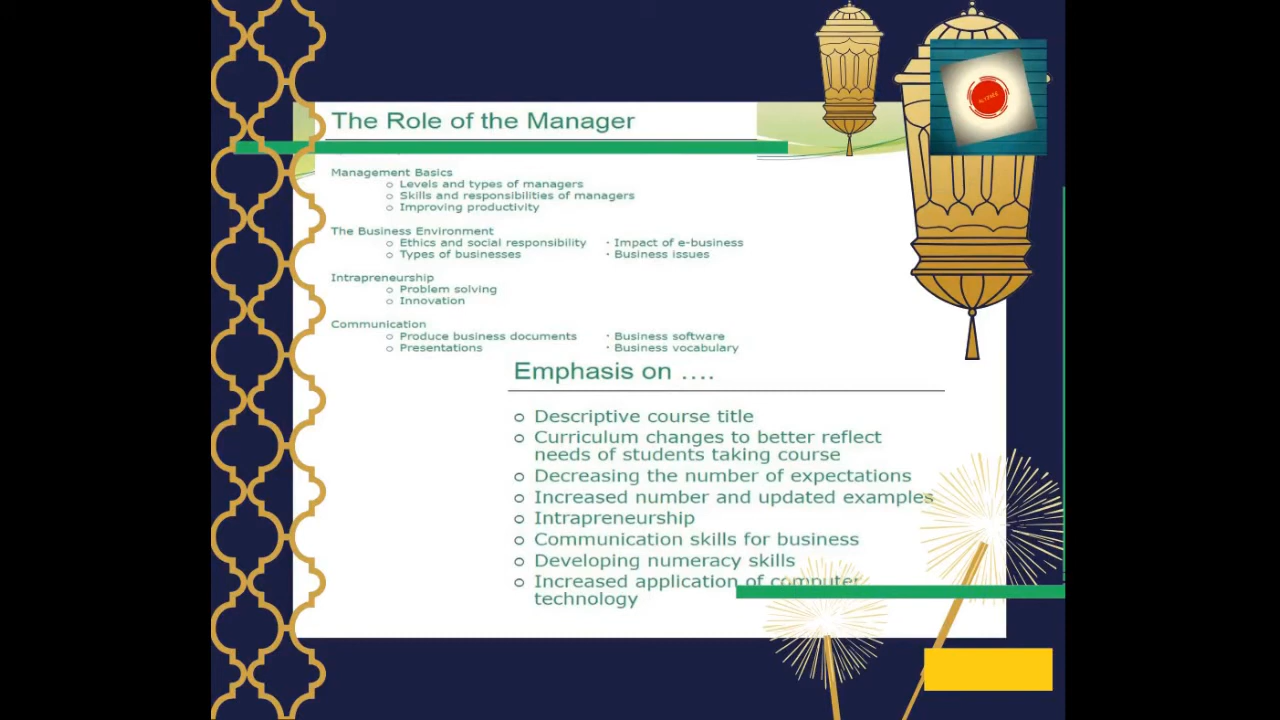 The Role of the Manager
Management Basics
o Levels and types of managers
o Skills and responsibilities of managers
o Improving productivity
The Business Environment
o Ethics and social responsibility · Impact of e-business
o Types of businesses · Business issues
Intrapreneurship
o Problem solving
o Innovation
Communication
o Produce business documents · Business software
o Presentations · Business vocabulary
Emphasis on ....
o Descriptive course title
o Curriculum changes to better reflect
needs of students taking course
o Decreasing the number of expectations
o Increased number and updated examples
o Intrapreneurship
o Communication skills for business
o Developing numeracy skills
o Increased application of computer
technology